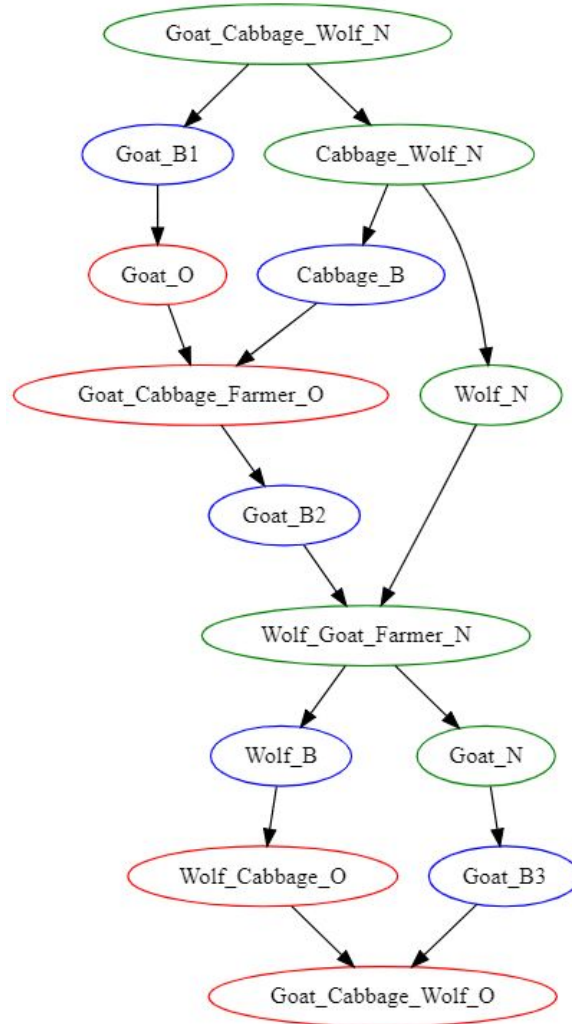 Goat_Cabbage_Wolf_N
Goat_B1
Cabbage_Wolf_N
Goat_O
Cabbage_B
Goat_Cabbage_Farmer_O
Wolf_N
Goat_B2
Wolf_Goat_Farmer_N
Wolf_B
Goat_N
Wolf_Cabbage_O
Goat_B3
Goat_Cabbage_Wolf_O